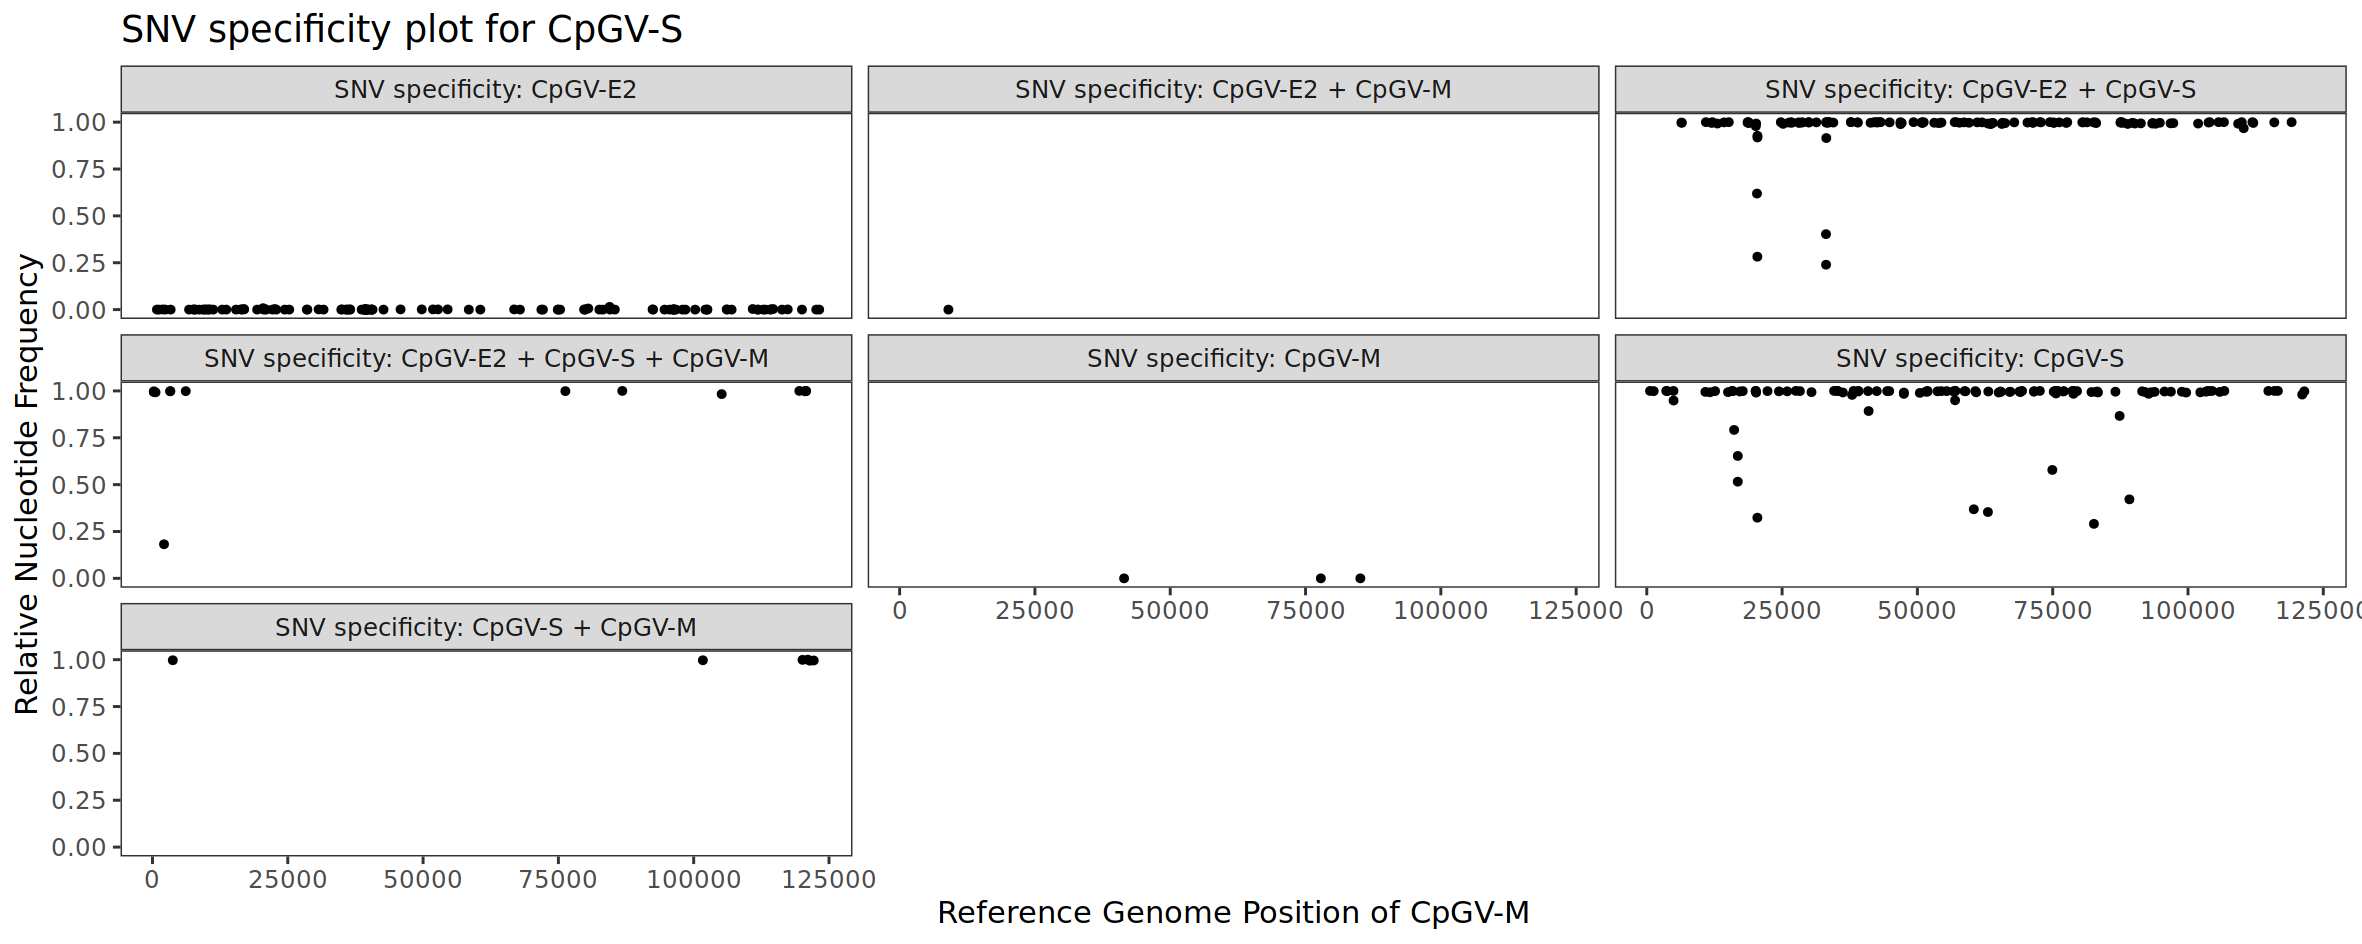 SNV specificity plot for CpGV-S
SNV specificity: CpGV-E2
SNV specificity: CpGV-E2 + CpGV-M
SNV specificity: CpGV-E2 + CpGV-S
1.00
0.75
0.50
0.25
0.00
SNV specificity: CpGV-E2 + CpGV-S + CpGV-M
SNV specificity: CpGV-M
SNV specificity: CpGV-S
1.00
0.75
0.50
0.25
0.00
0 25000 50000 75000 100000 125000
0 25000 50000 75000 100000 125000
SNV specificity: CpGV-S + CpGV-M
1.00
0.75
0.50
0.25
0.00
0 25000 50000 75000 100000 125000
Relative Nucleotide Frequency
Reference Genome Position of CpGV-M